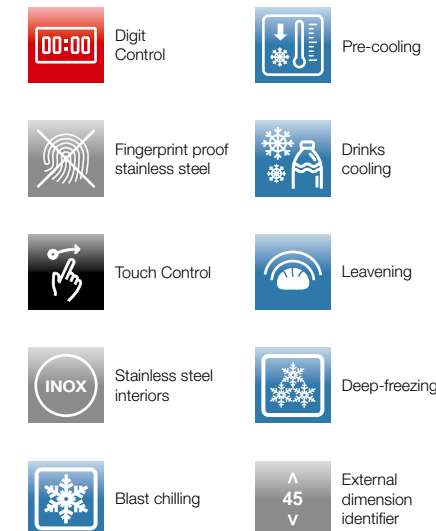 00:00
Digit
Control
Pre-cooling
Fingerprint proof
stainless steel
Drinks
cooling
Touch Control
Leavening
INOX
Stainless steel
interiors
Deep-freezing
Blast chilling
45
External
dimension
identifier